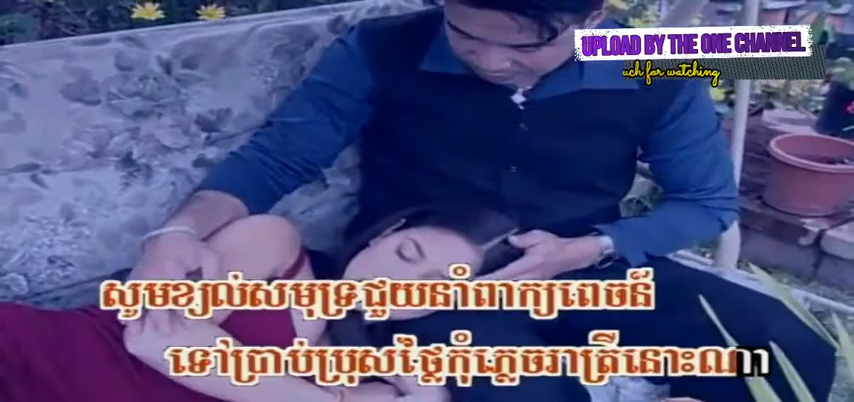 UPLOAD BY THE ONE CHANNEL
uch for watching
សូមខ្យល់សមុទ្រជួយនាំពាក្យពេចន៍
ទៅប្រាប់ប្រុសថ្លៃកុំភ្លេចរាត្រីនោះណា